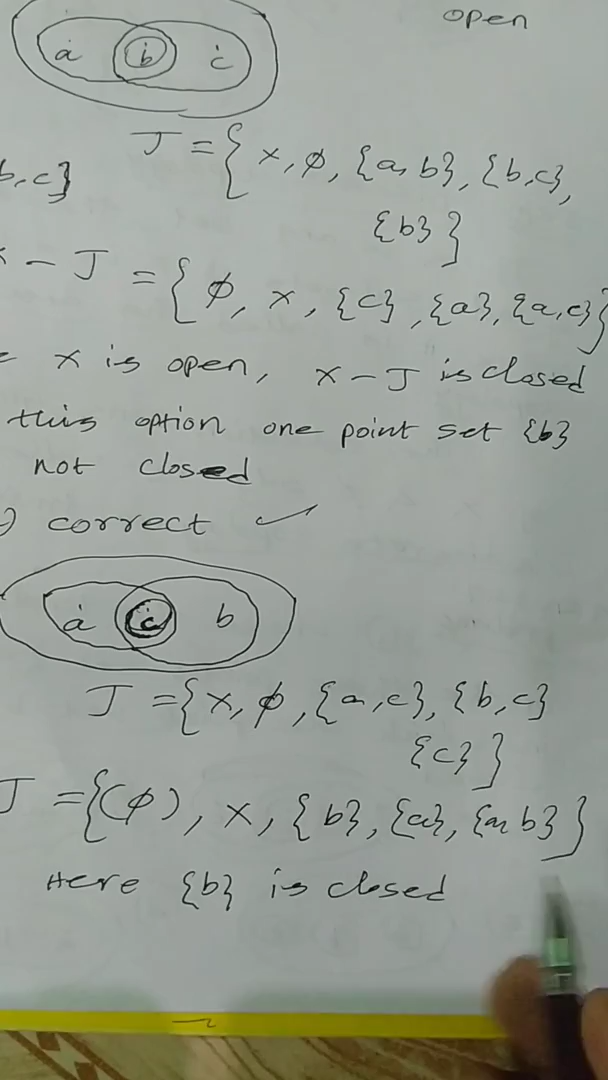 open
a b c
J = { x, ϕ, {a, b}, {b, c},
b, c}
{b} }
x - J = { ϕ, x, {c}, {a}, {a, c}}
x is open, x - J is closed
this option one point set {b}
not closed
) correct ✓
a c b
J = {x, ϕ, {a, c}, {b, c}
{c} }
J = {(ϕ), x, {b}, {a}, {a, b} }
Here {b} is closed